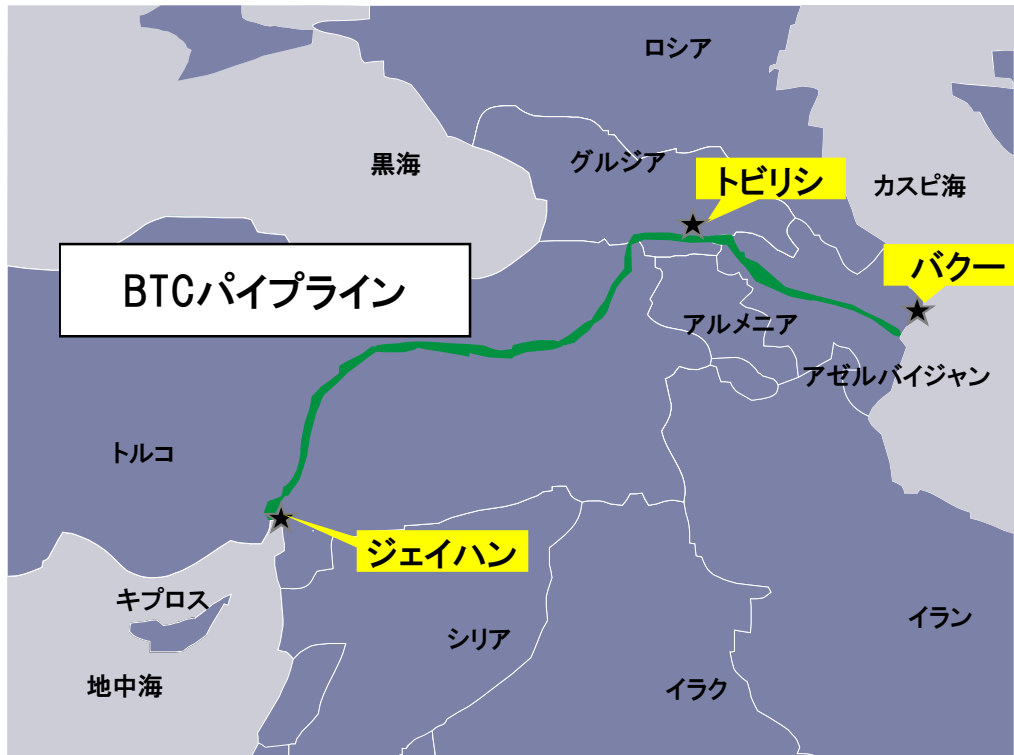 ロシア
黒海
グルジア
トビリシ
カスピ海
BTCパイプライン
バクー
アルメニア
アゼルバイジャン
トルコ
ジェイハン
キプロス
シリア
イラン
地中海
イラク